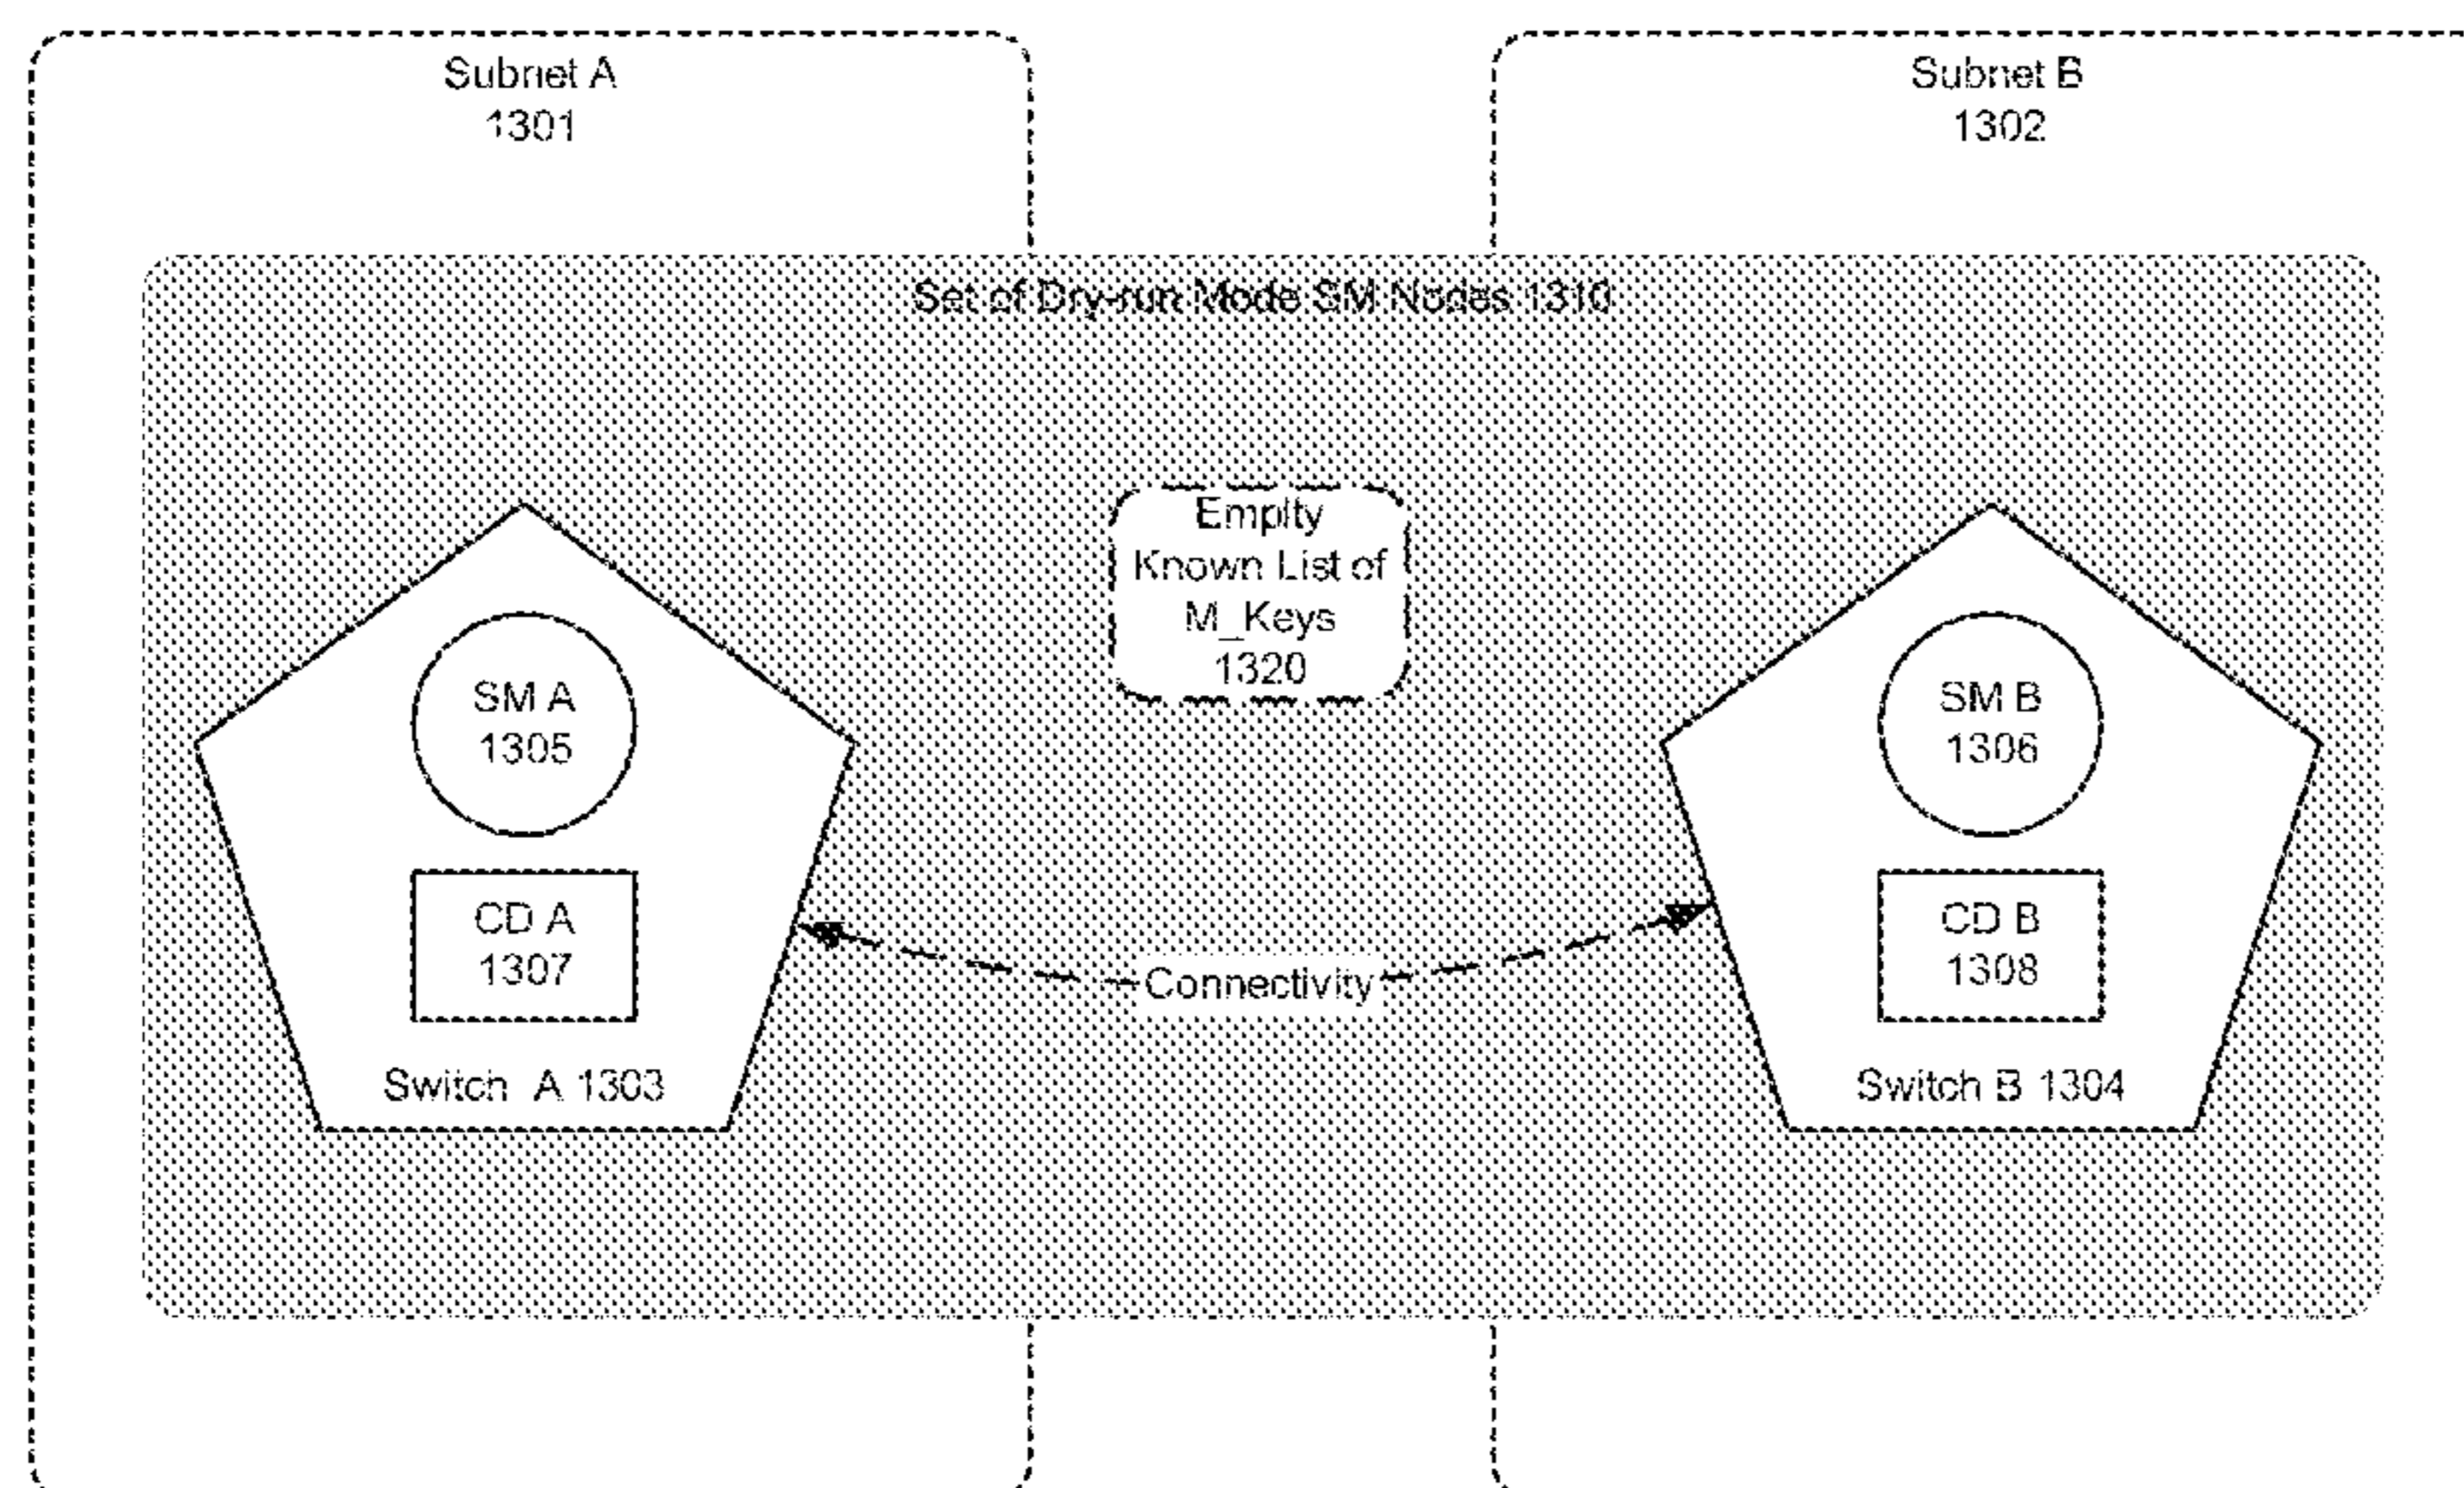 Subnet A
1301
Subnet B
1302
Set of Dry-run Mode SM Nodes 1310
Emplty
Known List of
M_Keys
1320
SM A
1305
CD A
1307
Switch A 1303
SM B
1306
CD B
1308
Switch B 1304
Connectivity